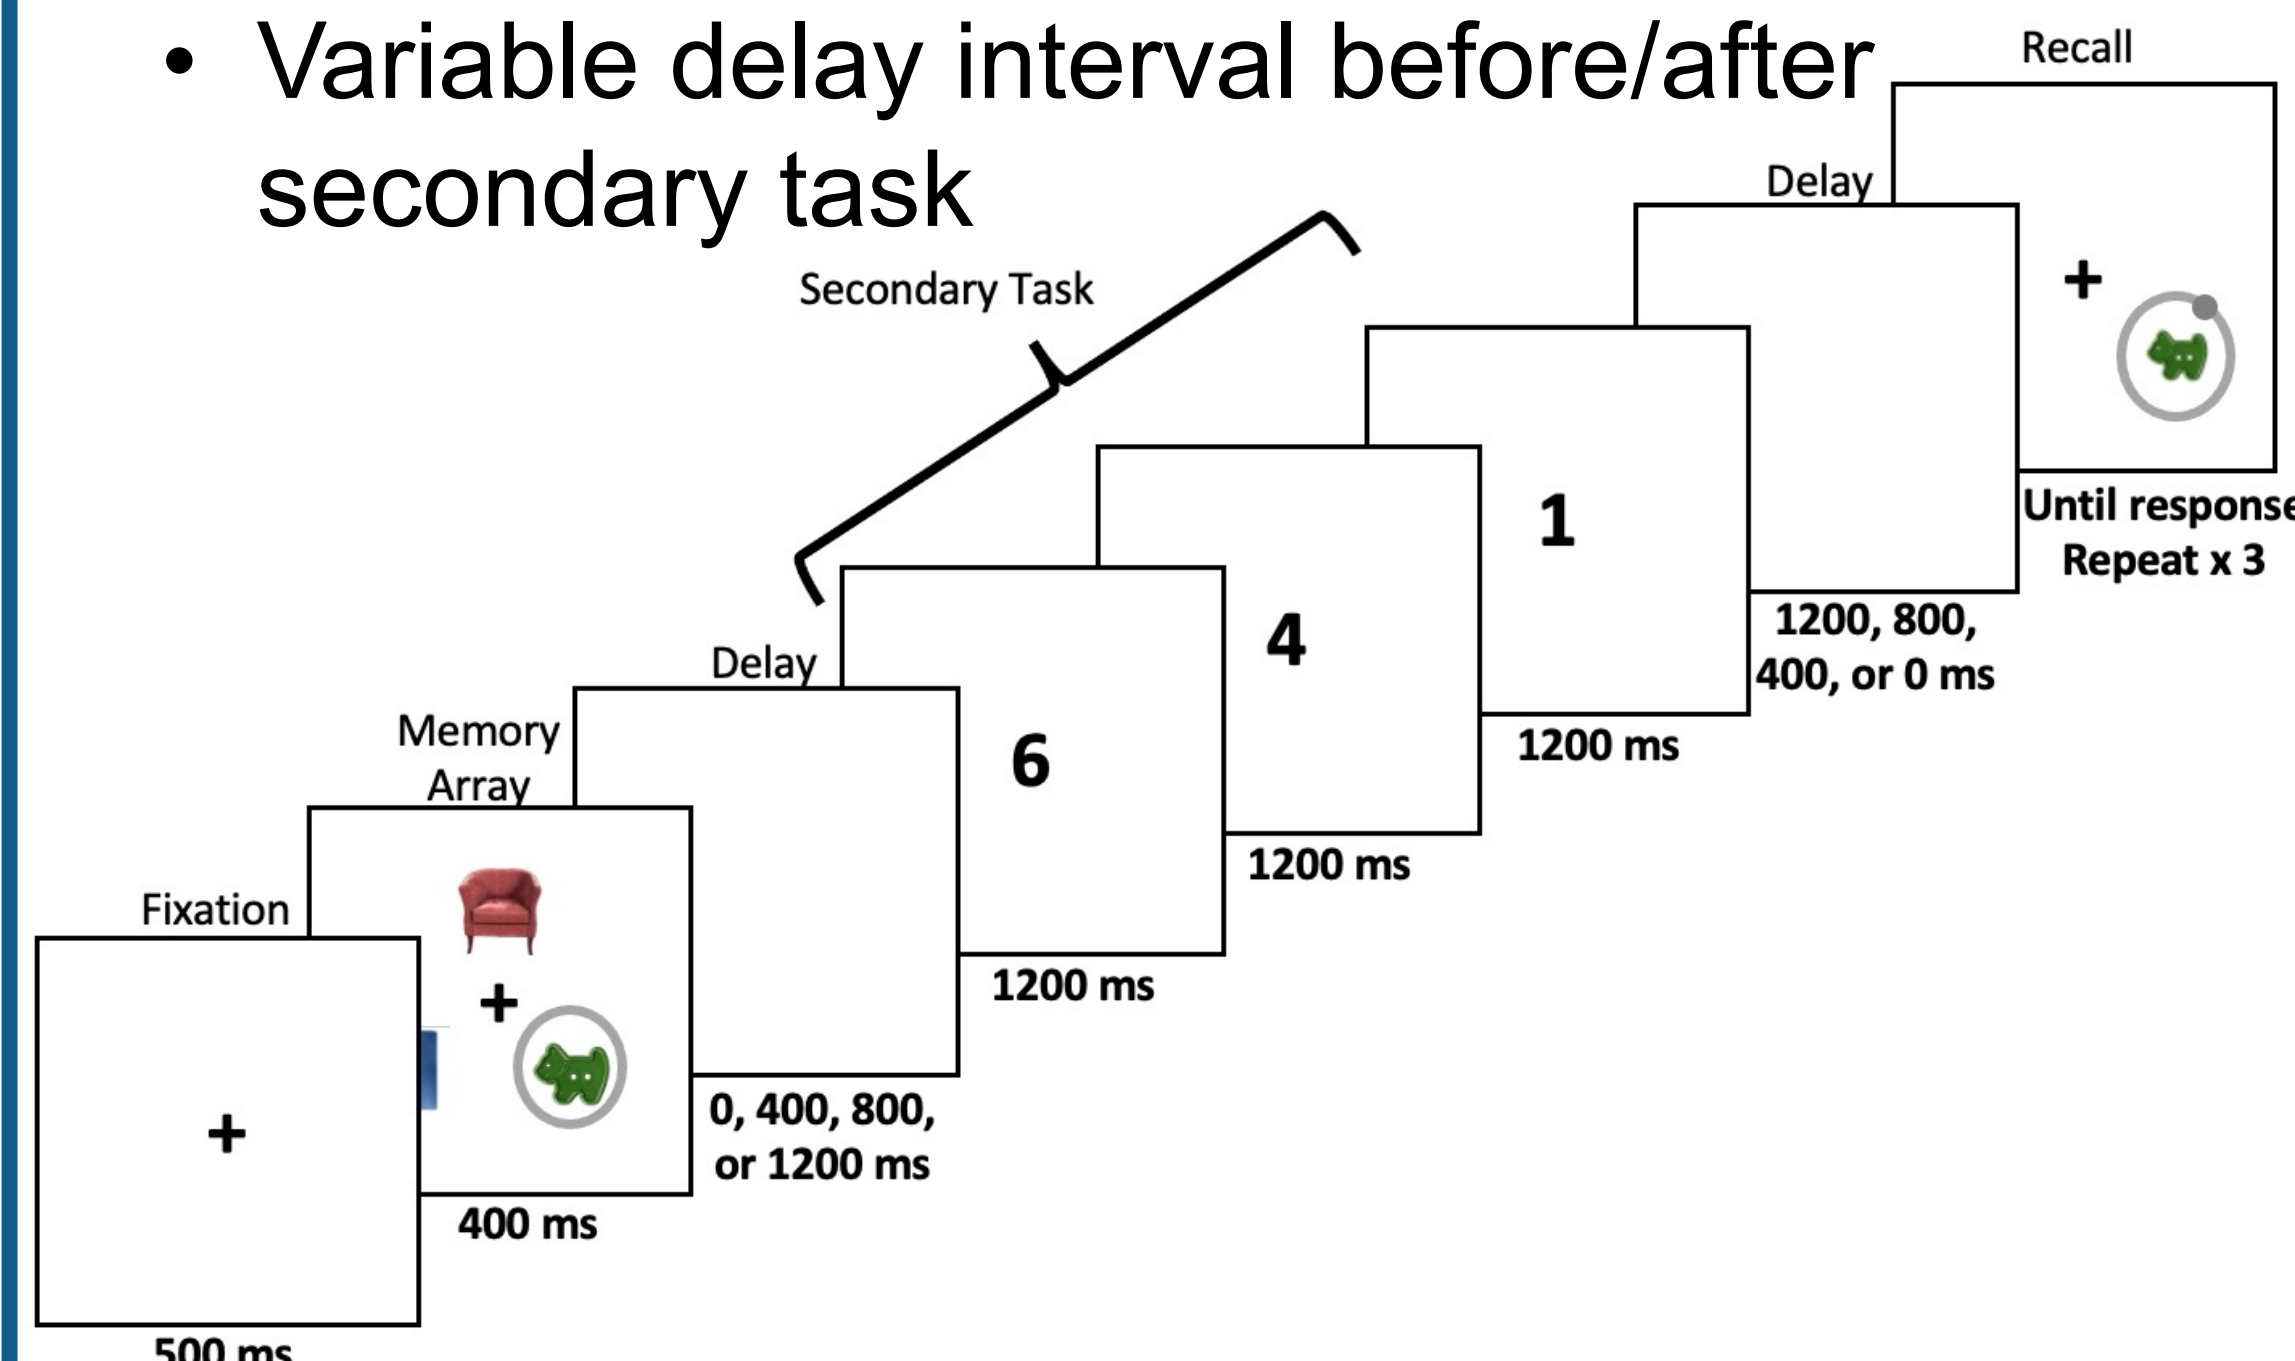 • Variable delay interval before/after
secondary task
Recall
Delay
Secondary Task
Until response
Repeat x 3
1
1200, 800,
400, or 0 ms
4
1200 ms
Delay
6
1200 ms
Memory
Array
1200 ms
Fixation
0, 400, 800,
or 1200 ms
400 ms
500 ms